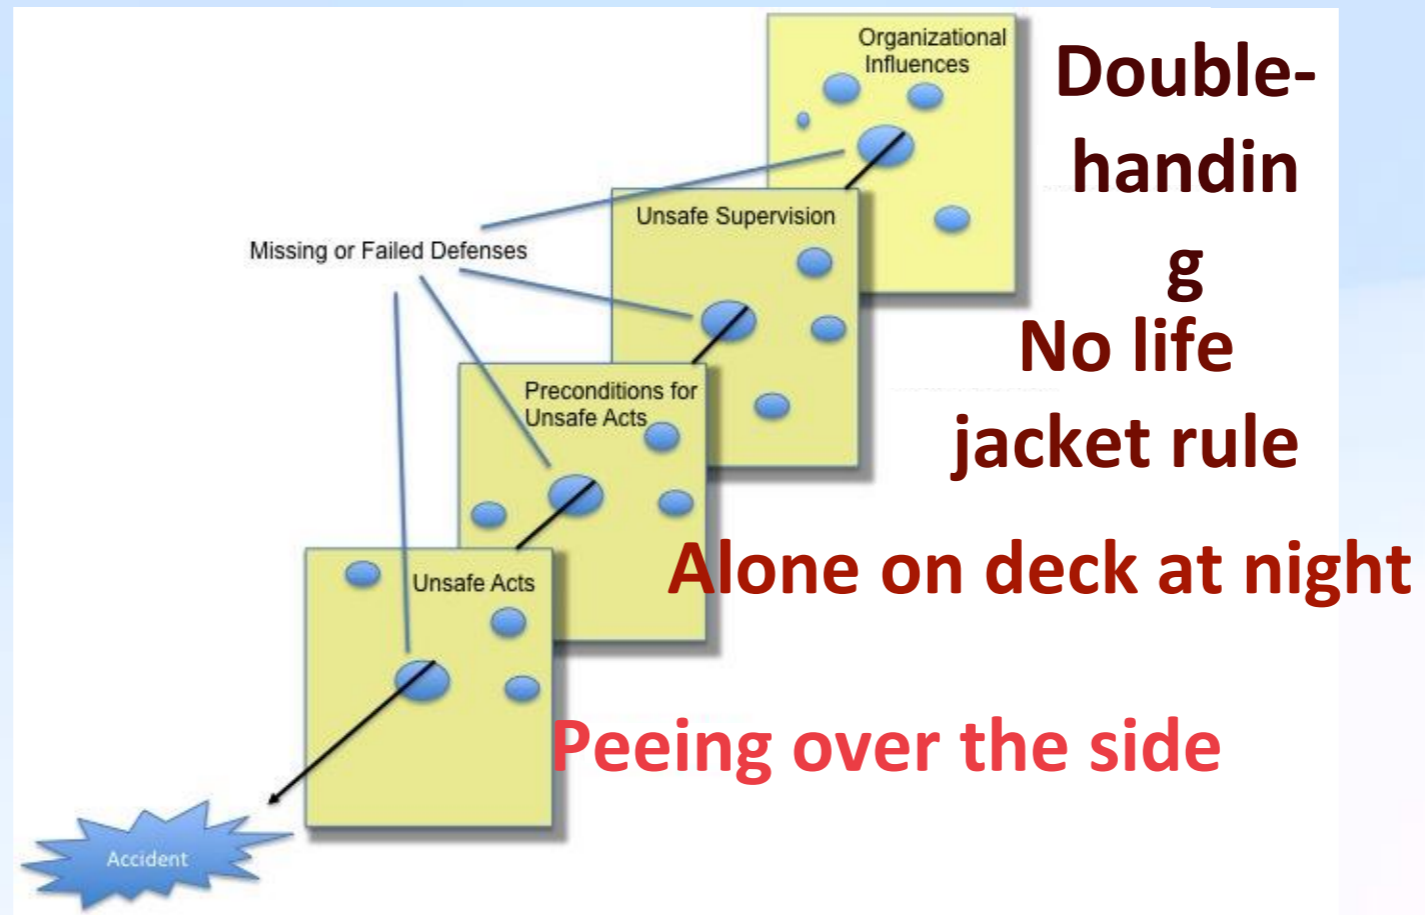 Organizational
Influences
Double-
handin
g
Unsafe Supervision
Missing or Failed Defenses
No life
jacket rule
Preconditions for
Unsafe Acts
Alone on deck at night
Unsafe Acts
Peeing over the side
Accident